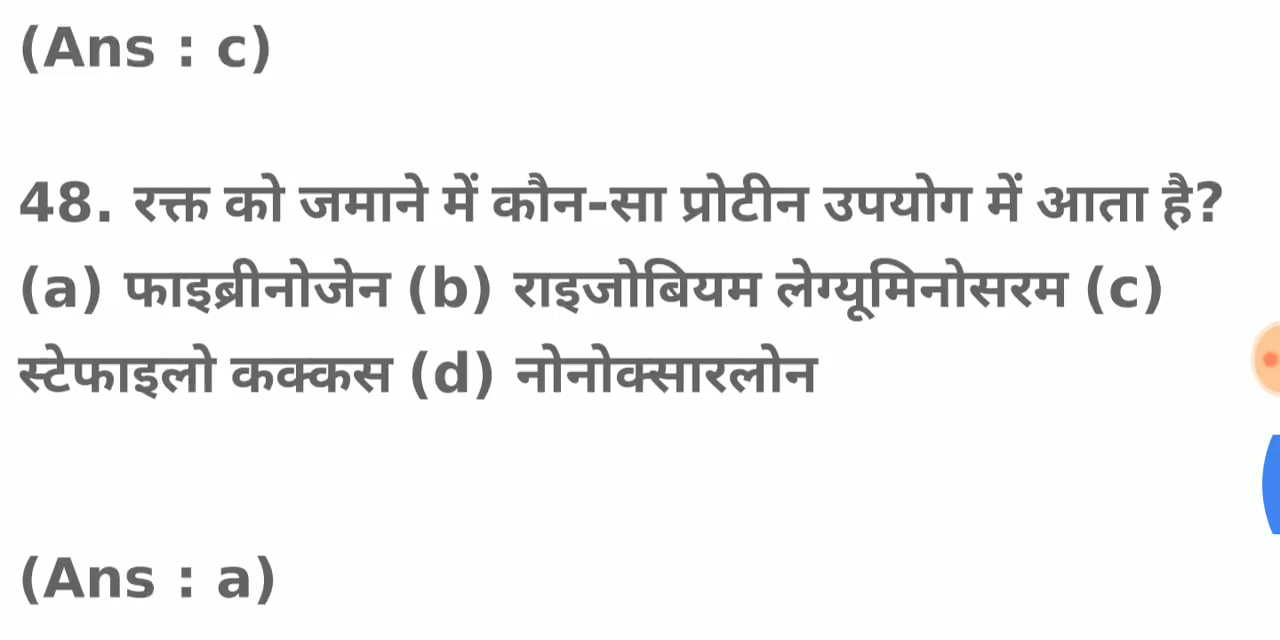 (Ans : c)
48. रक्त को जमाने में कौन-सा प्रोटीन उपयोग में आता है?
(a) फाइब्रीनोजेन (b) राइजोबियम लेग्यूमिनोसरम (c)
स्टेफाइलो कक्कस (d) नोनोक्सारलोन
(Ans : a)